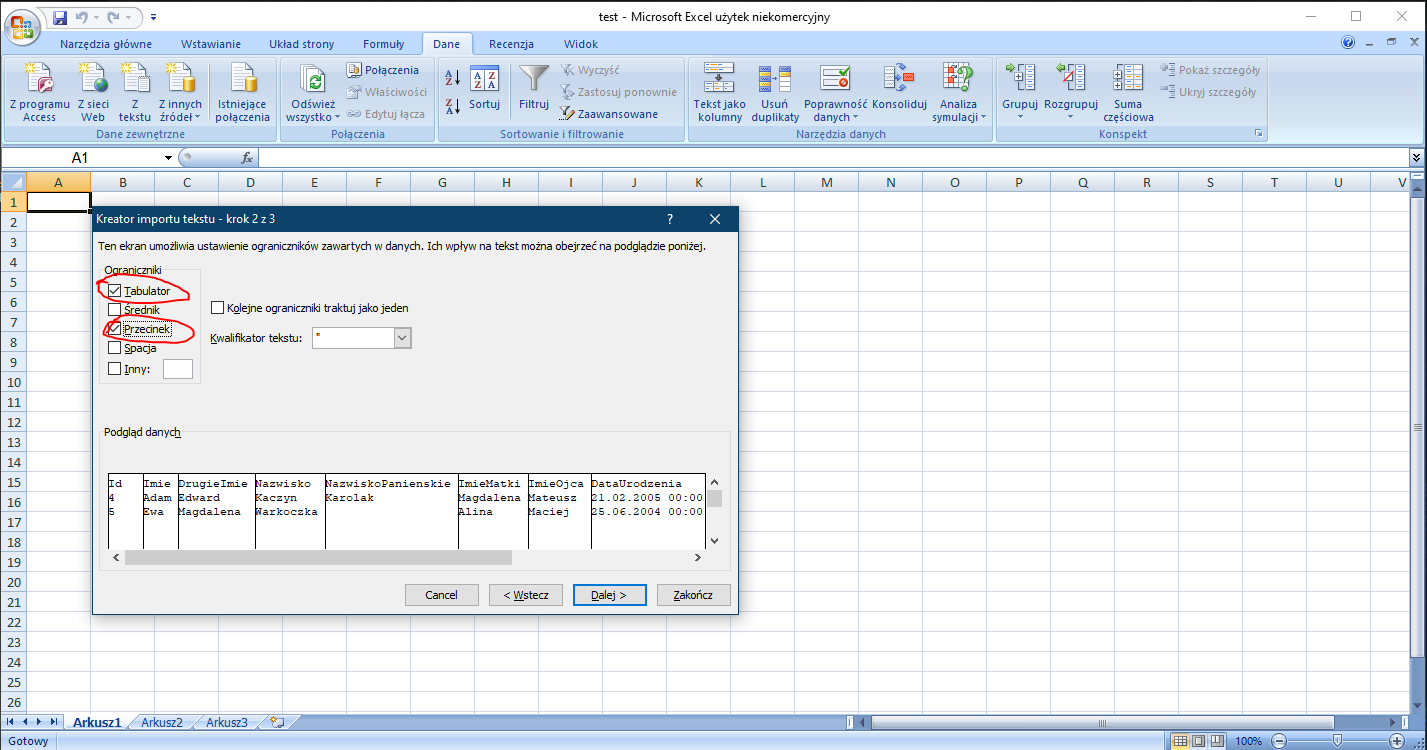 test - Microsoft Excel użytek niekomercyjny
Narzędzia główne Wstawianie Układ strony Formuły Dane Recenzja Widok
Z programu Access
Z sieci Web
Z tekstu
Z innych źródeł
Istniejące połączenia
Dane zewnętrzne
Odśwież wszystko
Połączenia
Właściwości
Edytuj łącza
Połączenia
Sortuj
Filtruj
Wyczyść
Zastosuj ponownie
Zaawansowane
Sortowanie i filtrowanie
Tekst jako kolumny
Usuń duplikaty
Poprawność danych
Konsoliduj
Analiza symulacji
Narzędzia danych
Grupuj
Rozgrupuj
Suma częściowa
Pokaż szczegóły
Ukryj szczegóły
Konspekt
A1 fx
A B C D E F G H I J K L M N O P Q R S T U V
1
2
3
4
5
6
7
8
9
10
11
12
13
14
15
16
17
18
19
20
21
22
23
24
25
26
Kreator importu tekstu - krok 2 z 3 ?
Ten ekran umożliwia ustawienie ograniczników zawartych w danych. Ich wpływ na tekst można obejrzeć na podglądzie poniżej.
Ograniczniki
Tabulator
Średnik
Przecinek
Spacja
Inny:
Kolejne ograniczniki traktuj jako jeden
Kwalifikator tekstu: "
Podgląd danych
Id Imie DrugieImie Nazwisko NazwiskoPanienskie ImieMatki ImieOjca DataUrodzenia
4 Adam Edward Kaczyn Karolak Magdalena Mateusz 21.02.2005 00:00
5 Ewa Magdalena Warkoczka Alina Maciej 25.06.2004 00:00
Cancel < Wstecz Dalej > Zakończ
Arkusz1 Arkusz2 Arkusz3
Gotowy 100%